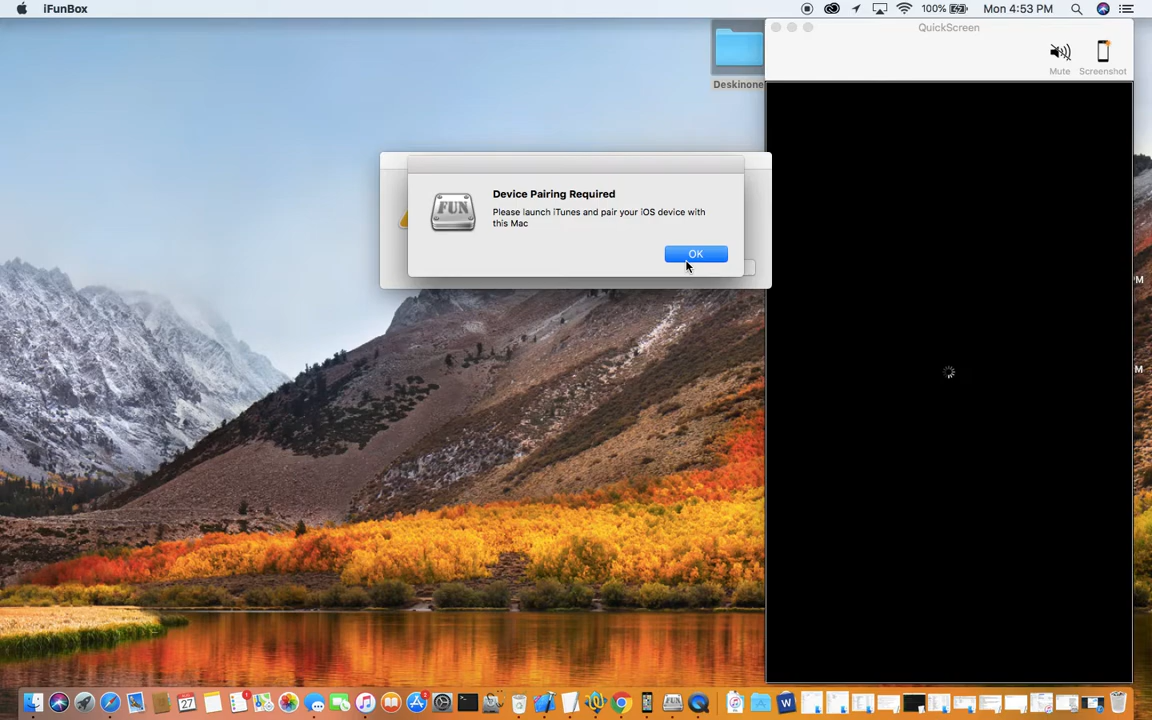 iFunBox
100%
Mon 4:53 PM
QuickScreen
Mute
Screenshot
Deskinone
Device Pairing Required
Please launch iTunes and pair your iOS device with
this Mac
FUN
OK
M
M
27